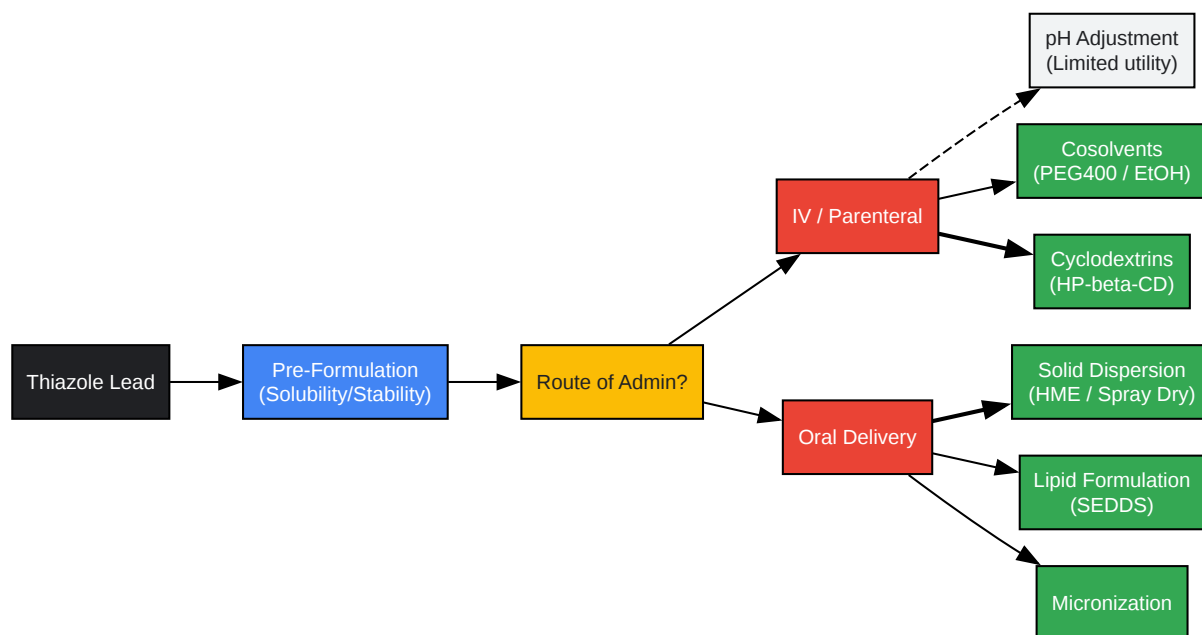 Thiazole Lead
Pre-Formulation
(Solubility/Stability)
Route of Admin?
IV / Parenteral
Oral Delivery
pH Adjustment
(Limited utility)
Cosolvents
(PEG400 / EtOH)
Cyclodextrins
(HP-beta-CD)
Solid Dispersion
(HME / Spray Dry)
Lipid Formulation
(SEDDS)
Micronization